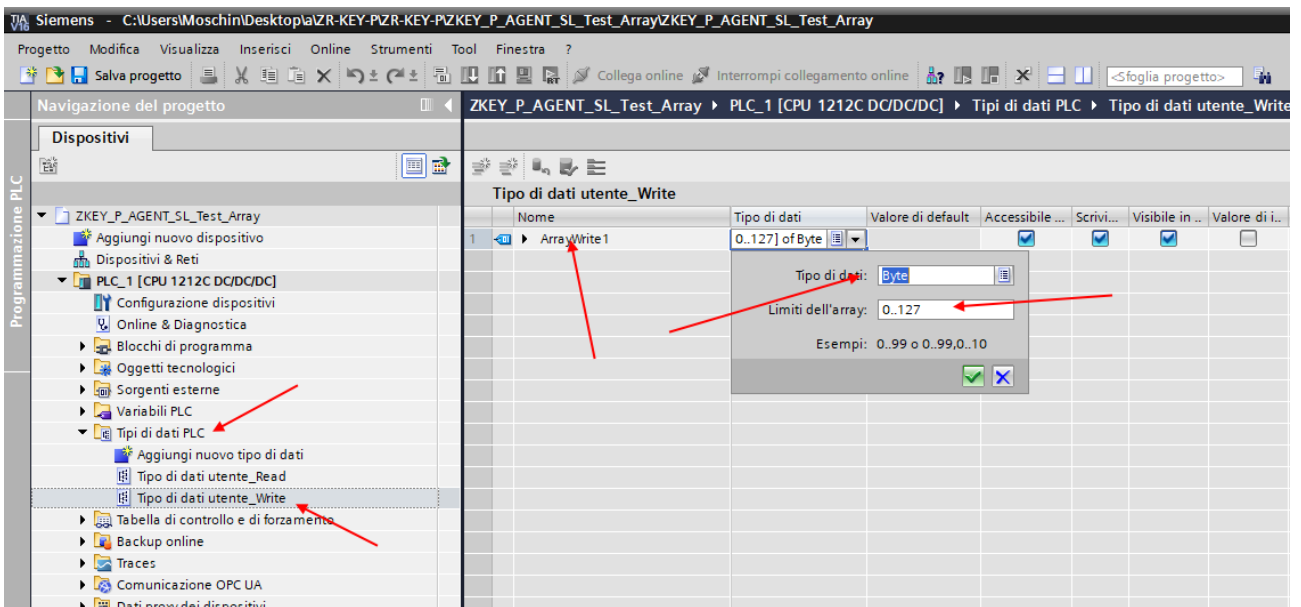 Siemens - C:\Users\Moschin\Desktop\a\ZR-KEY-P\ZR-KEY-P\ZKEY_P_AGENT_SL_Test_Array\ZKEY_P_AGENT_SL_Test_Array
Progetto Modifica Visualizza Inserisci Online Strumenti Tool Finestra ?
Salva progetto Collega online Interrompi collegamento online <Sfoglia progetto>
Navigazione del progetto
ZKEY_P_AGENT_SL_Test_Array PLC_1 [CPU 1212C DC/DC/DC] Tipi di dati PLC Tipo di dati utente_Write
Dispositivi
Programmazione PLC
Tipo di dati utente_Write
Nome Tipo di dati Valore di default Accessibile ... Scrivi... Visibile in .. Valore di i...
1 ArrayWrite1 0..127] of Byte
Tipo di dati: Byte
Limiti dell'array: 0..127
Esempi: 0..99 o 0..99,0..10
ZKEY_P_AGENT_SL_Test_Array
Aggiungi nuovo dispositivo
Dispositivi & Reti
PLC_1 [CPU 1212C DC/DC/DC]
Configurazione dispositivi
Online & Diagnostica
Blocchi di programma
Oggetti tecnologici
Sorgenti esterne
Variabili PLC
Tipi di dati PLC
Aggiungi nuovo tipo di dati
Tipo di dati utente_Read
Tipo di dati utente_Write
Tabella di controllo e di forzamento
Backup online
Traces
Comunicazione OPC UA
Dati proxy dei dispositivi